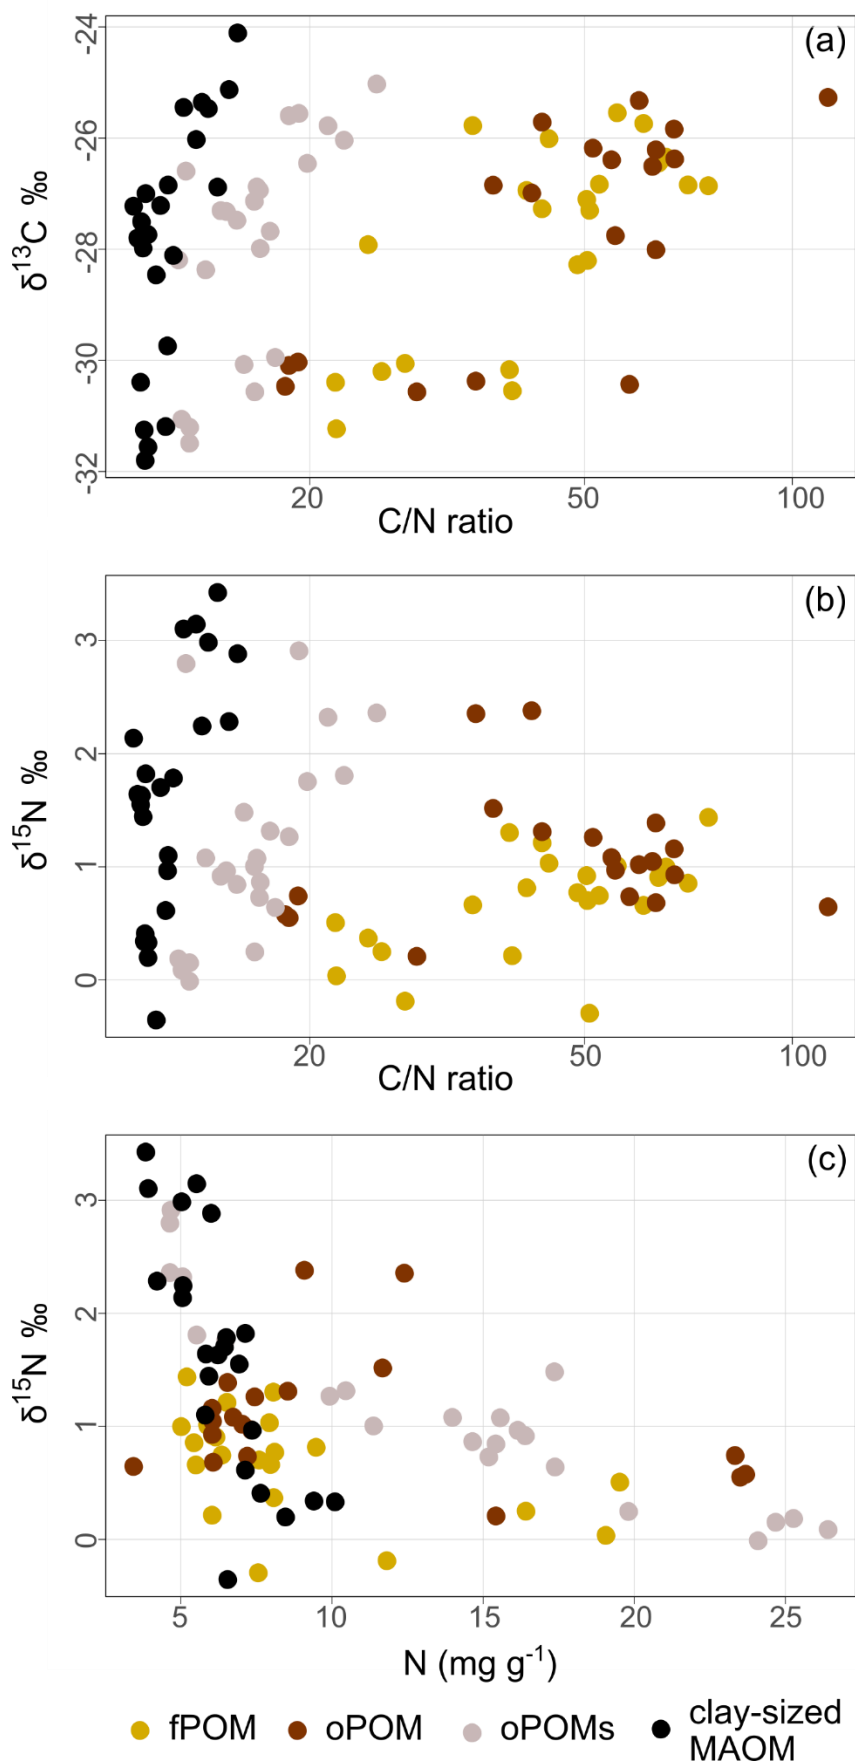 (a)
-24
-26
-28
-30
-32
δ13C ‰
20
50
100
C/N ratio
(b)
3
2
1
0
δ15N ‰
20
50
100
C/N ratio
(c)
3
2
1
0
δ15N ‰
5
10
15
20
25
N (mg g-1)
fPOM
oPOM
oPOMs
clay-sized
MAOM